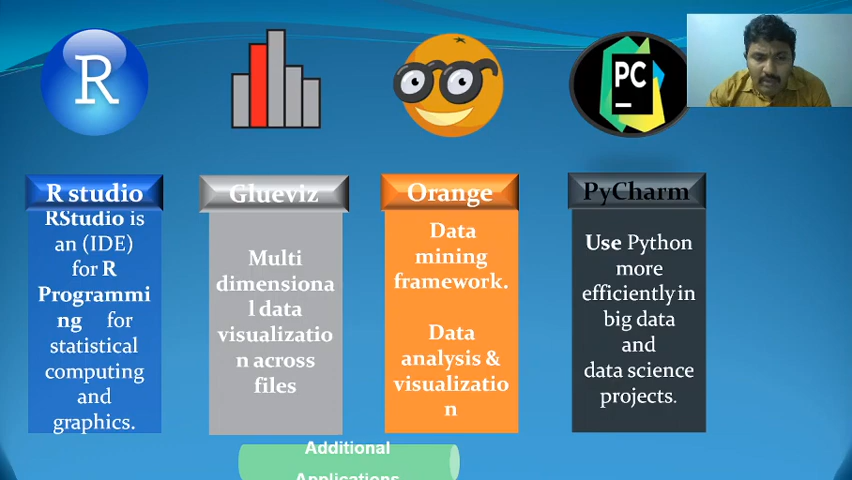 R
PC
R studio
RStudio is
an (IDE)
for R
Programmi
ng for
statistical
computing
and
graphics.
Glueviz
Multi
dimensiona
l data
visualizatio
n across
files
Orange
Data
mining
framework.
Data
analysis &
visualizatio
n
PyCharm
Use Python
more
efficiently in
big data
and
data science
projects.
Additional
Applications